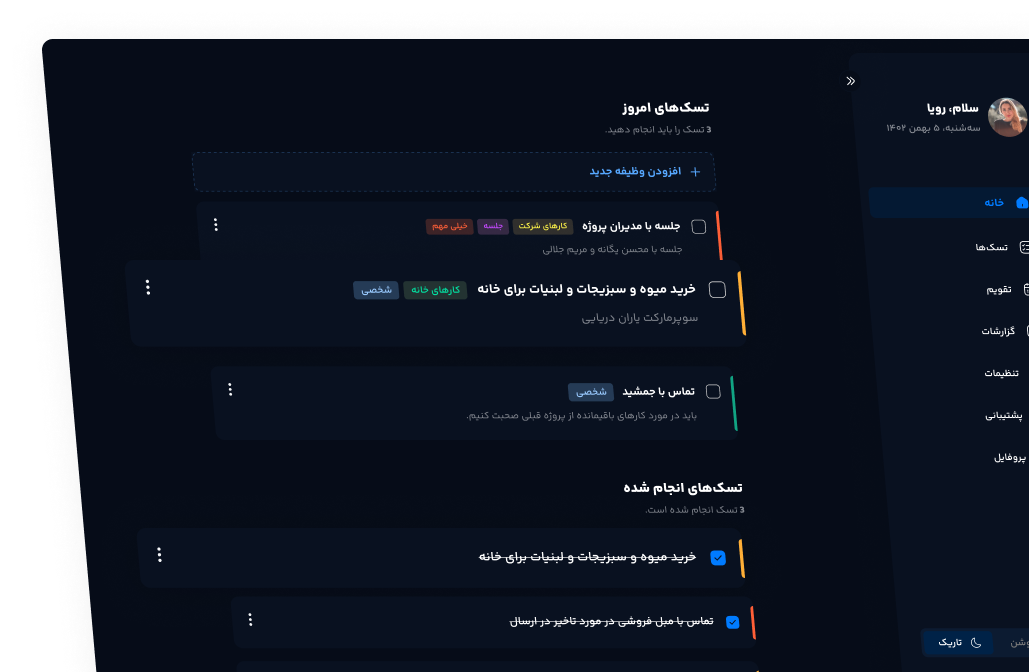 سلام، رویا
سه‌شنبه، ۵ بهمن ۱۴۰۲
خانه
تسک‌ها
تقویم
گزارشات
تنظیمات
پشتیبانی
پروفایل
تاریک
تسک‌های امروز
3 تسک را باید انجام دهید.
افزودن وظیفه جدید
جلسه با مدیران پروژه کارهای شرکت جلسه خیلی مهم
جلسه با محسن یگانه و مریم جلالی
خرید میوه و سبزیجات و لبنیات برای خانه کارهای خانه شخصی
سوپرمارکت یاران دریایی
تماس با جمشید شخصی
باید در مورد کارهای باقیمانده از پروژه قبلی صحبت کنیم.
تسک‌های انجام شده
3 تسک انجام شده است.
خرید میوه و سبزیجات و لبنیات برای خانه
تماس با مبل فروشی در مورد تاخیر در ارسال